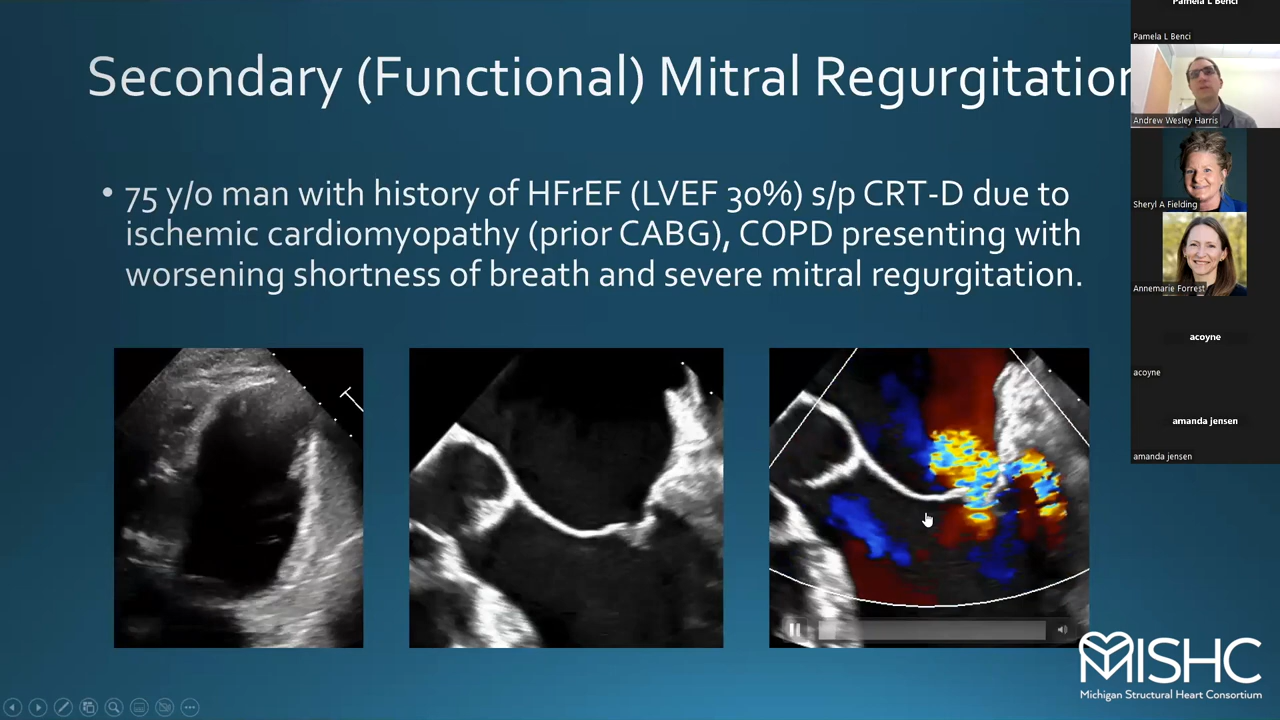 Secondary (Functional) Mitral Regurgitation
• 75 y/o man with history of HFrEF (LVEF 30%) s/p CRT-D due to
ischemic cardiomyopathy (prior CABG), COPD presenting with
worsening shortness of breath and severe mitral regurgitation.
MISHC
Michigan Structural Heart Consortium
Pamela L Benci
Pamela L Benci
Andrew Wesley Harris
Sheryl A Fielding
Annemarie Forrest
acoyne
acoyne
amanda jensen
amanda jensen